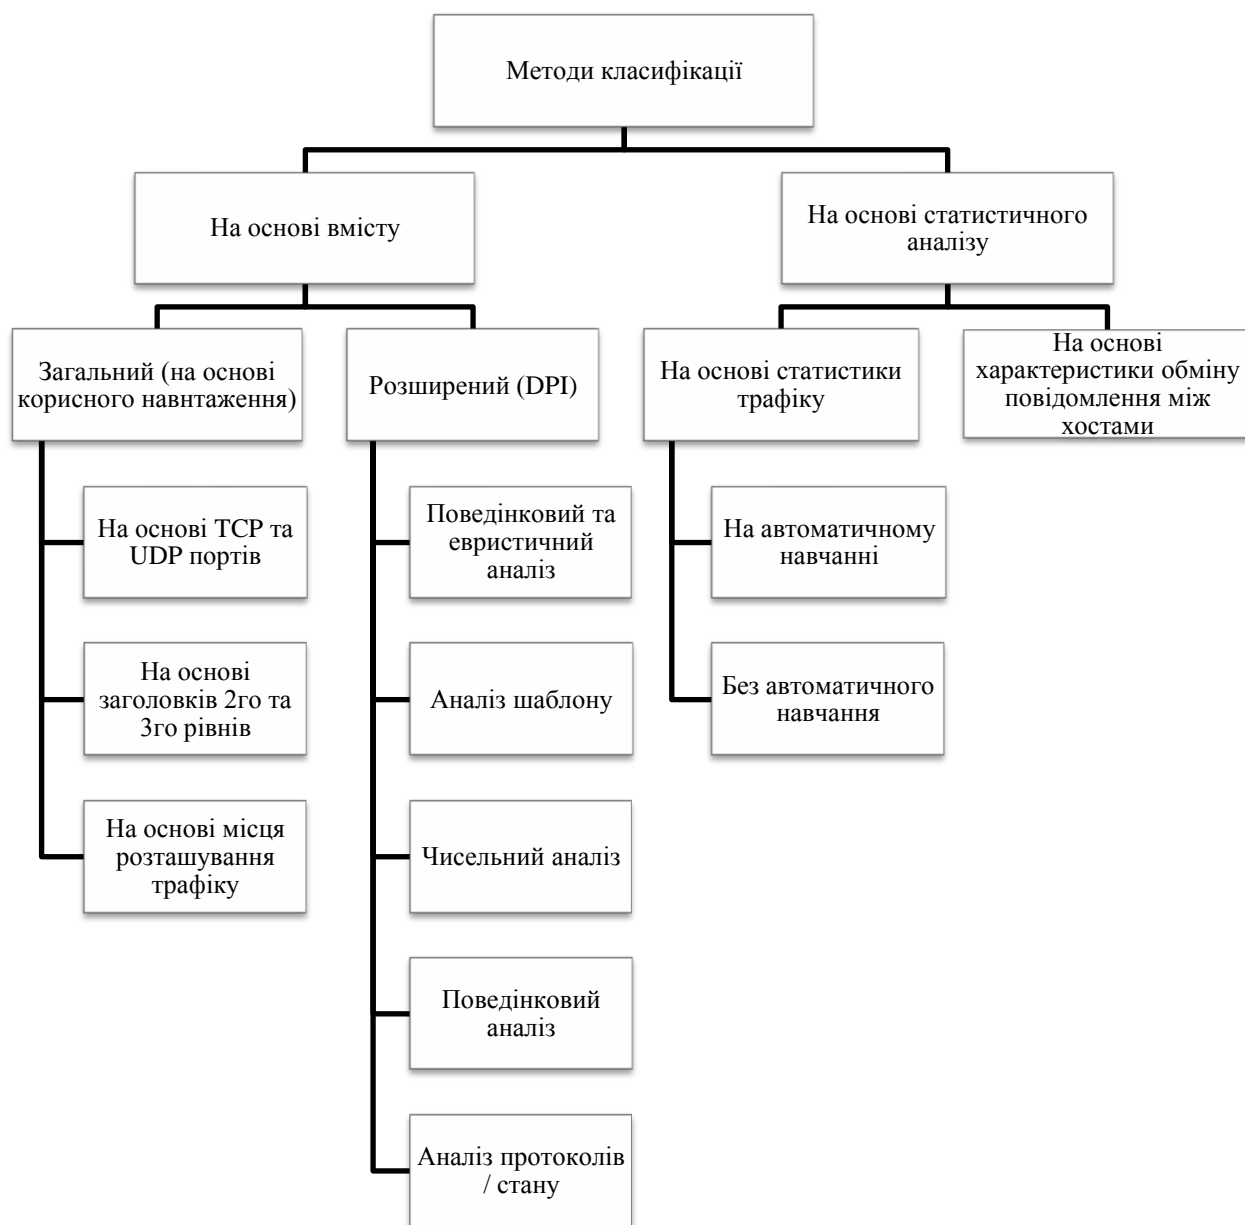 Методи класифікації
На основі вмісту
На основі статистичного
аналізу
Загальний (на основі
корисного навнтаження)
Розширений (DPI)
На основі статистики
трафіку
На основі
характеристики обміну
повідомлення між
хостами
На основі TCP та
UDP портів
Поведінковий та
евристичний
аналіз
На автоматичному
навчанні
На основі
заголовків 2го та
3го рівнів
Аналіз шаблону
Без автоматичного
навчання
На основі місця
розташування
трафіку
Чисельний аналіз
Поведінковий
аналіз
Аналіз протоколів
/ стану